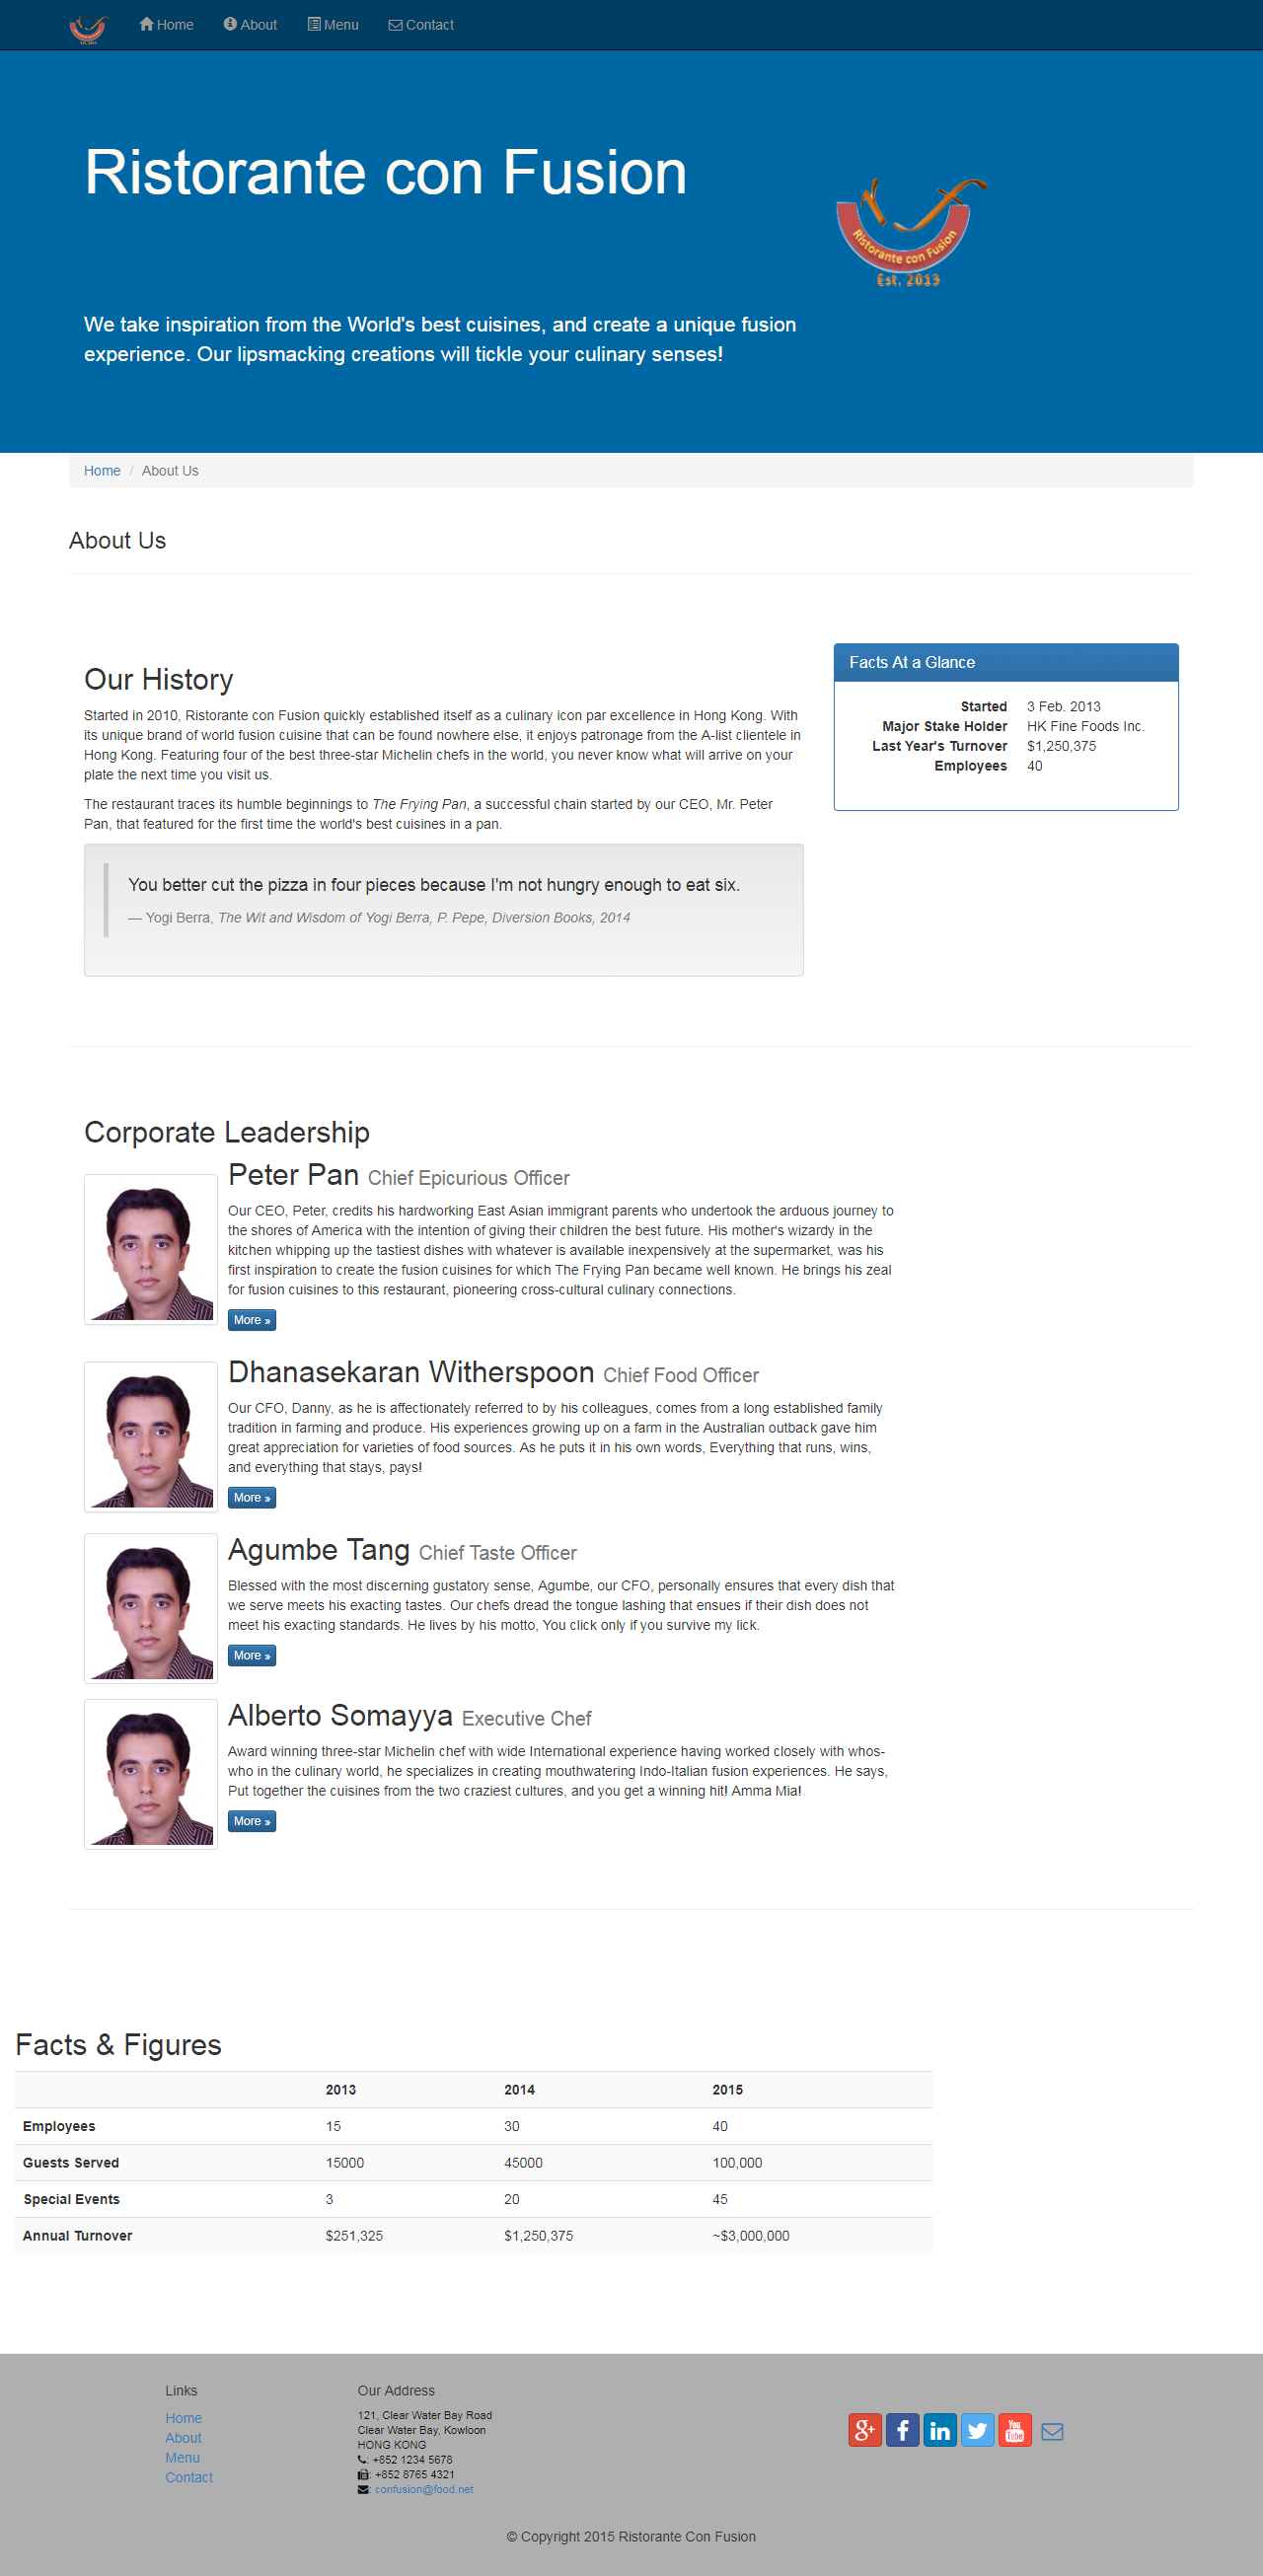 Est. 2013
Home
About
Menu
Contact
Ristorante con Fusion
Ristorante con Fusion
Est. 2013
We take inspiration from the World's best cuisines, and create a unique fusion
experience. Our lipsmacking creations will tickle your culinary senses!
Home / About Us
About Us
Our History
Started in 2010, Ristorante con Fusion quickly established itself as a culinary icon par excellence in Hong Kong. With
its unique brand of world fusion cuisine that can be found nowhere else, it enjoys patronage from the A-list clientele in
Hong Kong. Featuring four of the best three-star Michelin chefs in the world, you never know what will arrive on your
plate the next time you visit us.
The restaurant traces its humble beginnings to The Frying Pan, a successful chain started by our CEO, Mr. Peter
Pan, that featured for the first time the world's best cuisines in a pan.
You better cut the pizza in four pieces because I'm not hungry enough to eat six.
— Yogi Berra, The Wit and Wisdom of Yogi Berra, P. Pepe, Diversion Books, 2014
Facts At a Glance
Started 3 Feb. 2013
Major Stake Holder HK Fine Foods Inc.
Last Year's Turnover $1,250,375
Employees 40
Corporate Leadership
Peter Pan Chief Epicurious Officer
Our CEO, Peter, credits his hardworking East Asian immigrant parents who undertook the arduous journey to
the shores of America with the intention of giving their children the best future. His mother's wizardy in the
kitchen whipping up the tastiest dishes with whatever is available inexpensively at the supermarket, was his
first inspiration to create the fusion cuisines for which The Frying Pan became well known. He brings his zeal
for fusion cuisines to this restaurant, pioneering cross-cultural culinary connections.
More »
Dhanasekaran Witherspoon Chief Food Officer
Our CFO, Danny, as he is affectionately referred to by his colleagues, comes from a long established family
tradition in farming and produce. His experiences growing up on a farm in the Australian outback gave him
great appreciation for varieties of food sources. As he puts it in his own words, Everything that runs, wins,
and everything that stays, pays!
More »
Agumbe Tang Chief Taste Officer
Blessed with the most discerning gustatory sense, Agumbe, our CFO, personally ensures that every dish that
we serve meets his exacting tastes. Our chefs dread the tongue lashing that ensues if their dish does not
meet his exacting standards. He lives by his motto, You click only if you survive my lick.
More »
Alberto Somayya Executive Chef
Award winning three-star Michelin chef with wide International experience having worked closely with whos-
who in the culinary world, he specializes in creating mouthwatering Indo-Italian fusion experiences. He says,
Put together the cuisines from the two craziest cultures, and you get a winning hit! Amma Mia!
More »
Facts & Figures
2013 2014 2015
Employees 15 30 40
Guests Served 15000 45000 100,000
Special Events 3 20 45
Annual Turnover $251,325 $1,250,375 ~$3,000,000
Links
Home
About
Menu
Contact
Our Address
121, Clear Water Bay Road
Clear Water Bay, Kowloon
HONG KONG
: +852 1234 5678
: +852 8765 4321
: confusion@food.net
g+ f in You Tube
© Copyright 2015 Ristorante Con Fusion